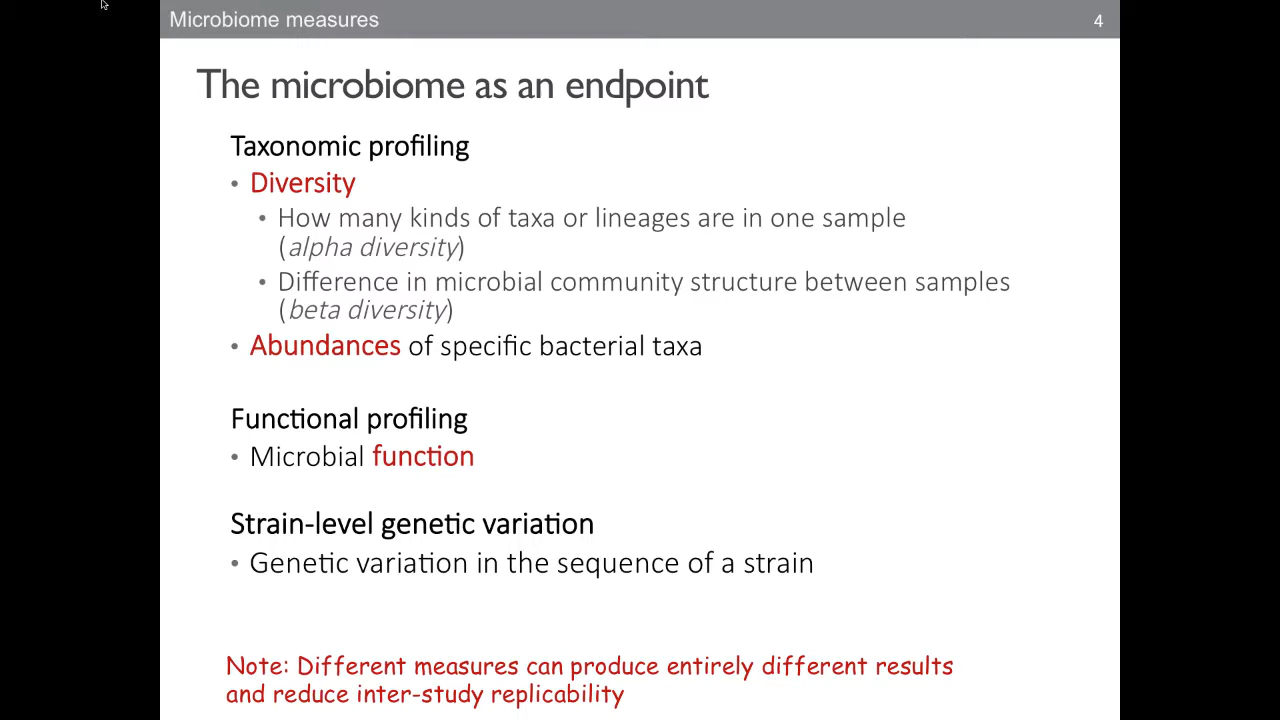 Microbiome measures
4
The microbiome as an endpoint
Taxonomic profiling
• Diversity
• How many kinds of taxa or lineages are in one sample
(alpha diversity)
• Difference in microbial community structure between samples
(beta diversity)
• Abundances of specific bacterial taxa
Functional profiling
• Microbial function
Strain-level genetic variation
• Genetic variation in the sequence of a strain
Note: Different measures can produce entirely different results
and reduce inter-study replicability